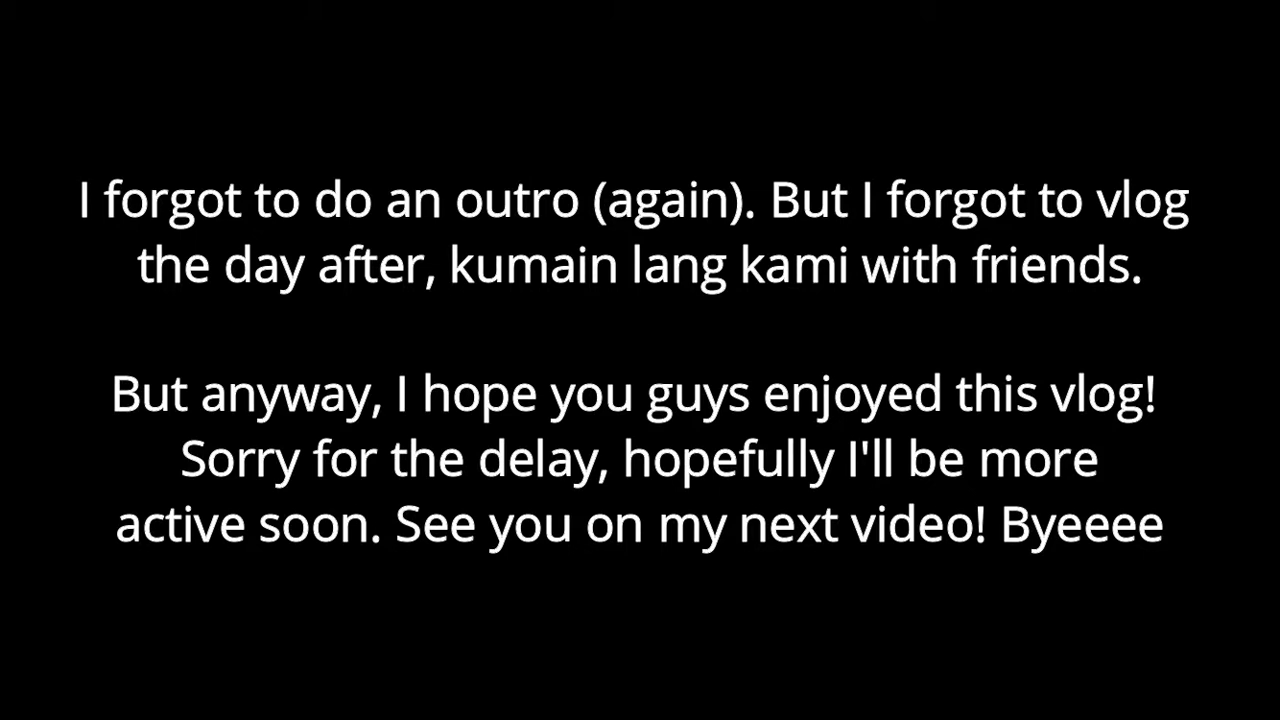 I forgot to do an outro (again). But I forgot to vlog
the day after, kumain lang kami with friends.
But anyway, I hope you guys enjoyed this vlog!
Sorry for the delay, hopefully I'll be more
active soon. See you on my next video! Byeeee